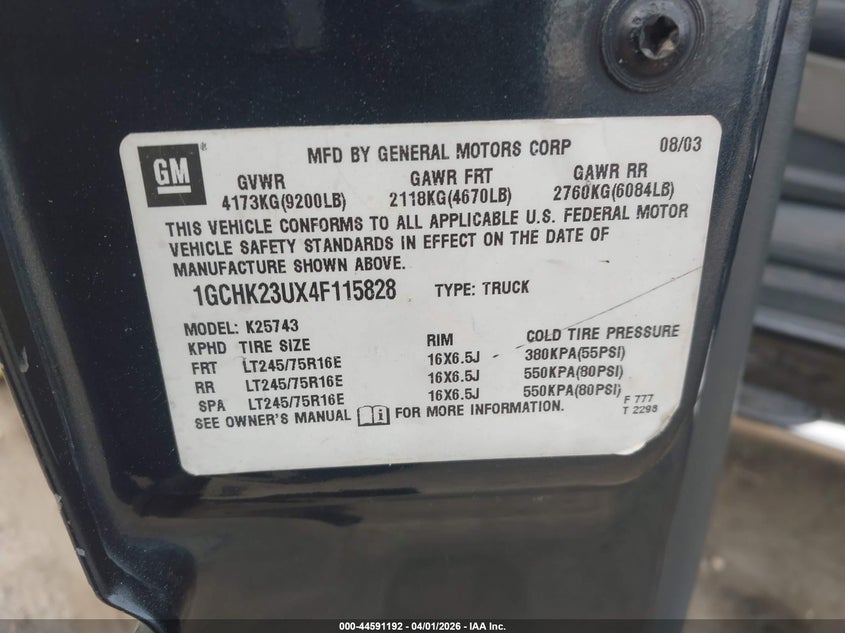 GM
MFD BY GENERAL MOTORS CORP 08/03
GVWR GAWR FRT GAWR RR
4173KG(9200LB) 2118KG(4670LB) 2760KG(6084LB)
THIS VEHICLE CONFORMS TO ALL APPLICABLE U.S. FEDERAL MOTOR
VEHICLE SAFETY STANDARDS IN EFFECT ON THE DATE OF
MANUFACTURE SHOWN ABOVE.
1GCHK23UX4F115828 TYPE: TRUCK
MODEL: K25743
KPHD TIRE SIZE RIM COLD TIRE PRESSURE
FRT LT245/75R16E 16X6.5J 380KPA(55PSI)
RR LT245/75R16E 16X6.5J 550KPA(80PSI)
SPA LT245/75R16E 16X6.5J 550KPA(80PSI)
SEE OWNER'S MANUAL FOR MORE INFORMATION.
F 777
T 2298
000-44591192 - 04/01/2026 - IAA Inc.